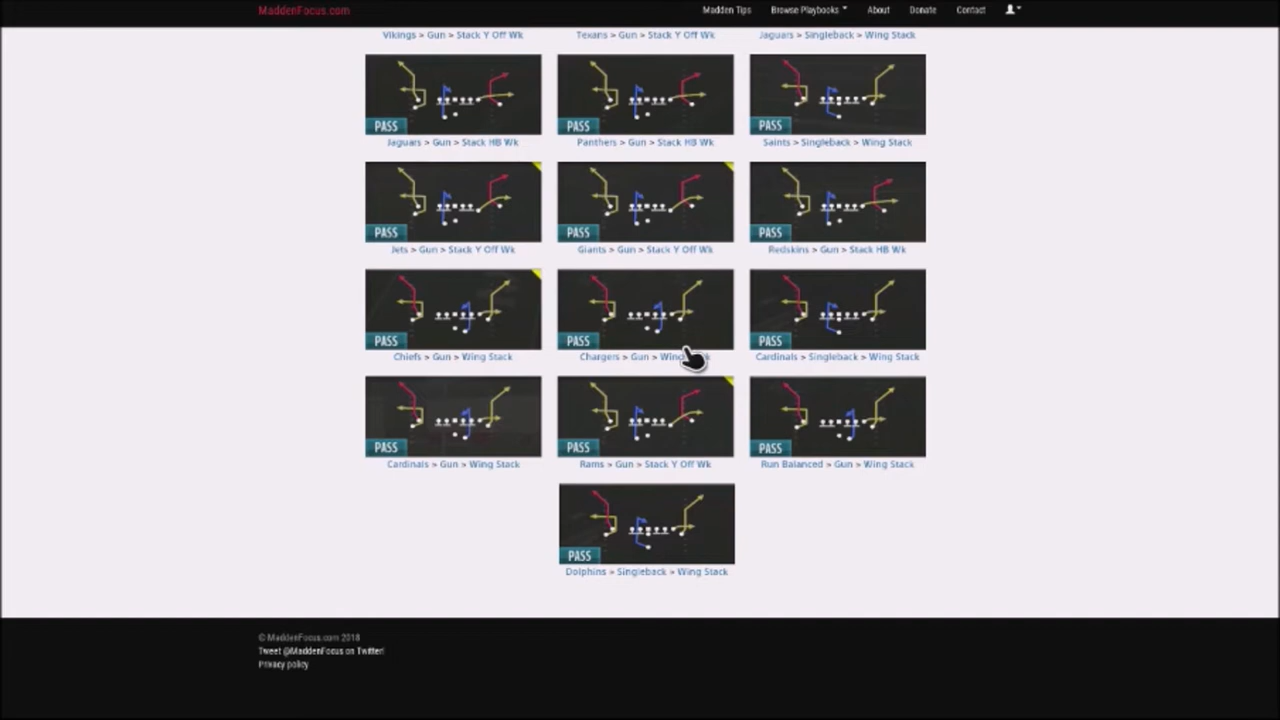 MaddenFocus.com Madden Tips Browse Playbooks About Donate Contact
Vikings > Gun > Stack Y Off Wk Texans > Gun > Stack Y Off Wk Jaguars > Singleback > Wing Stack
PASS PASS PASS
Jaguars > Gun > Stack HB Wk Panthers > Gun > Stack HB Wk Saints > Singleback > Wing Stack
PASS PASS PASS
Jets > Gun > Stack Y Off Wk Giants > Gun > Stack Y Off Wk Redskins > Gun > Stack HB Wk
PASS PASS PASS
Chiefs > Gun > Wing Stack Chargers > Gun > Wing Cardinals > Singleback > Wing Stack
PASS PASS PASS
Cardinals > Gun > Wing Stack Rams > Gun > Stack Y Off Wk Run Balanced > Gun > Wing Stack
PASS
Dolphins > Singleback > Wing Stack
© MaddenFocus.com 2018
Tweet @MaddenFocus on Twitter!
Privacy policy